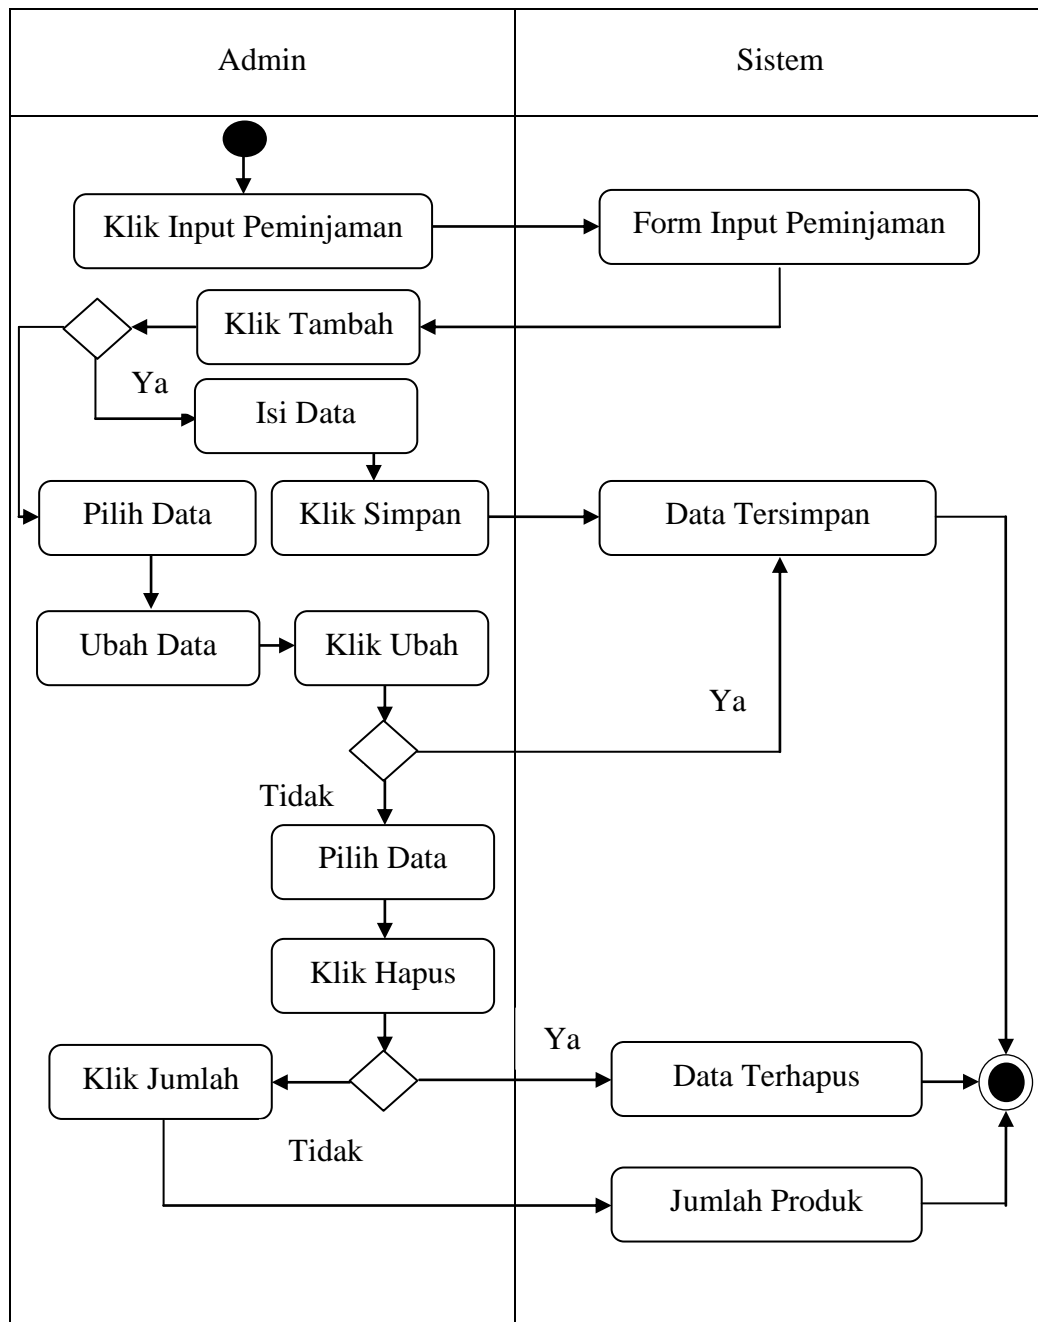 Admin
Sistem
Klik Input Peminjaman
Form Input Peminjaman
Klik Tambah
Ya
Isi Data
Pilih Data
Klik Simpan
Data Tersimpan
Ubah Data
Klik Ubah
Ya
Tidak
Pilih Data
Klik Hapus
Ya
Klik Jumlah
Data Terhapus
Tidak
Jumlah Produk